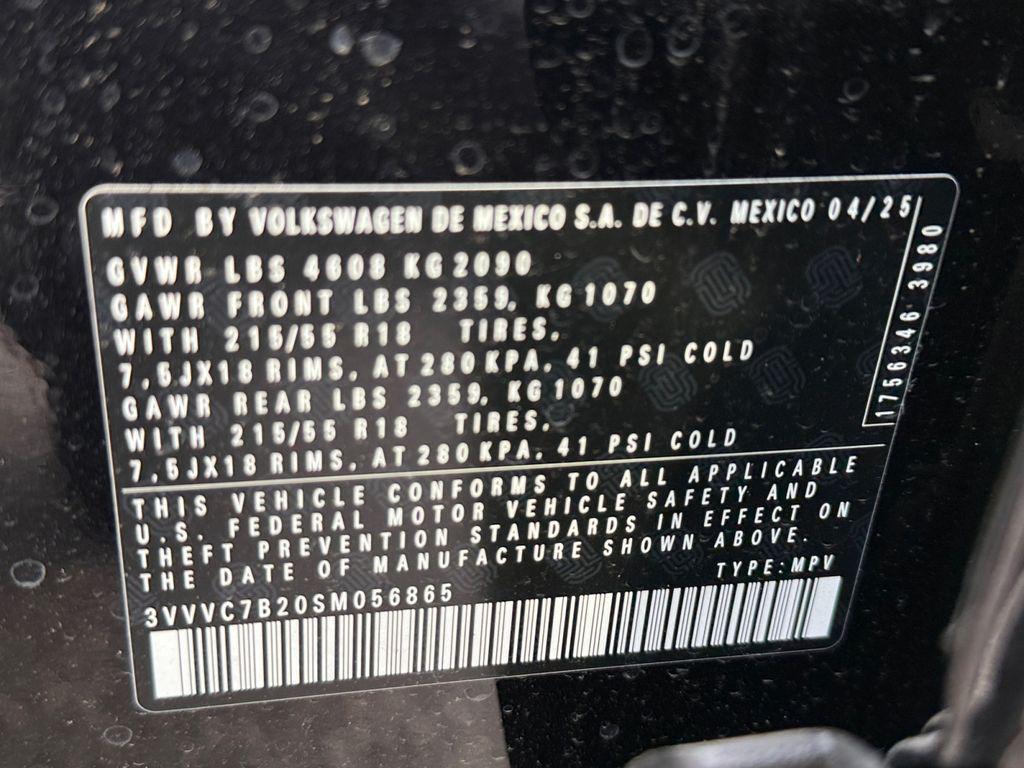 MFD BY VOLKSWAGEN DE MEXICO S.A. DE C.V. MEXICO 04/25
GVWR LBS 4608 KG 2090
GAWR FRONT LBS 2359, KG 1070
WITH 215/55 R18 TIRES,
7,5JX18 RIMS, AT 280 KPA, 41 PSI COLD
GAWR REAR LBS 2359, KG 1070
WITH 215/55 R18 TIRES,
7,5JX18 RIMS, AT 280 KPA, 41 PSI COLD
17563346 3980
THIS VEHICLE CONFORMS TO ALL APPLICABLE
U.S. FEDERAL MOTOR VEHICLE SAFETY AND
THEFT PREVENTION STANDARDS IN EFFECT ON
THE DATE OF MANUFACTURE SHOWN ABOVE.
TYPE: MPV
3VVVC7B20SM056865